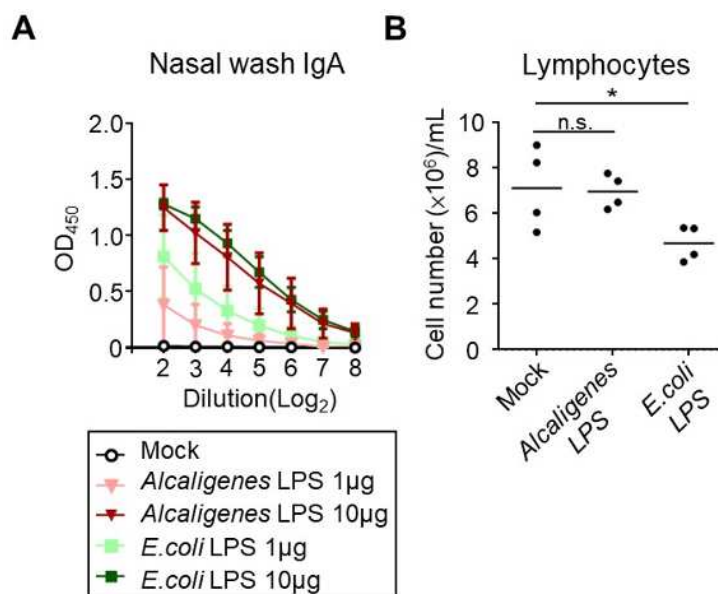 A
Nasal wash IgA
2.0
1.5
1.0
0.5
0
OD450
2 3 4 5 6 7 8
Dilution(Log2)
Mock
Alcaligenes LPS 1μg
Alcaligenes LPS 10μg
E.coli LPS 1μg
E.coli LPS 10μg
B
Lymphocytes
*
n.s.
10
8
6
4
2
0
Cell number (×10⁶)/mL
Mock
Alcaligenes
LPS
E.coli
LPS